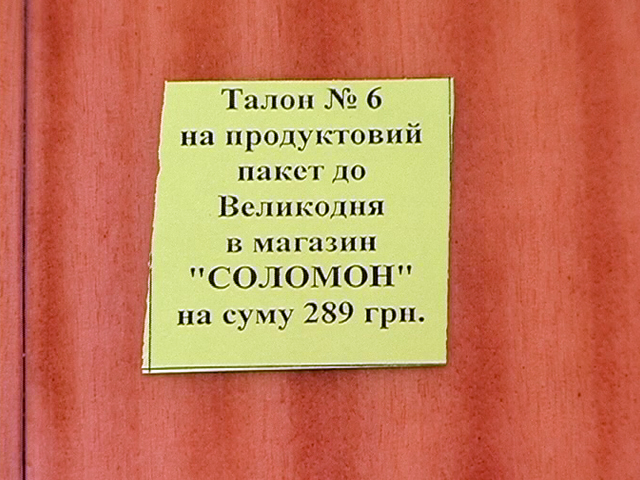 Талон № 6
на продуктовий
пакет до
Великодня
в магазин
"СОЛОМОН"
на суму 289 грн.